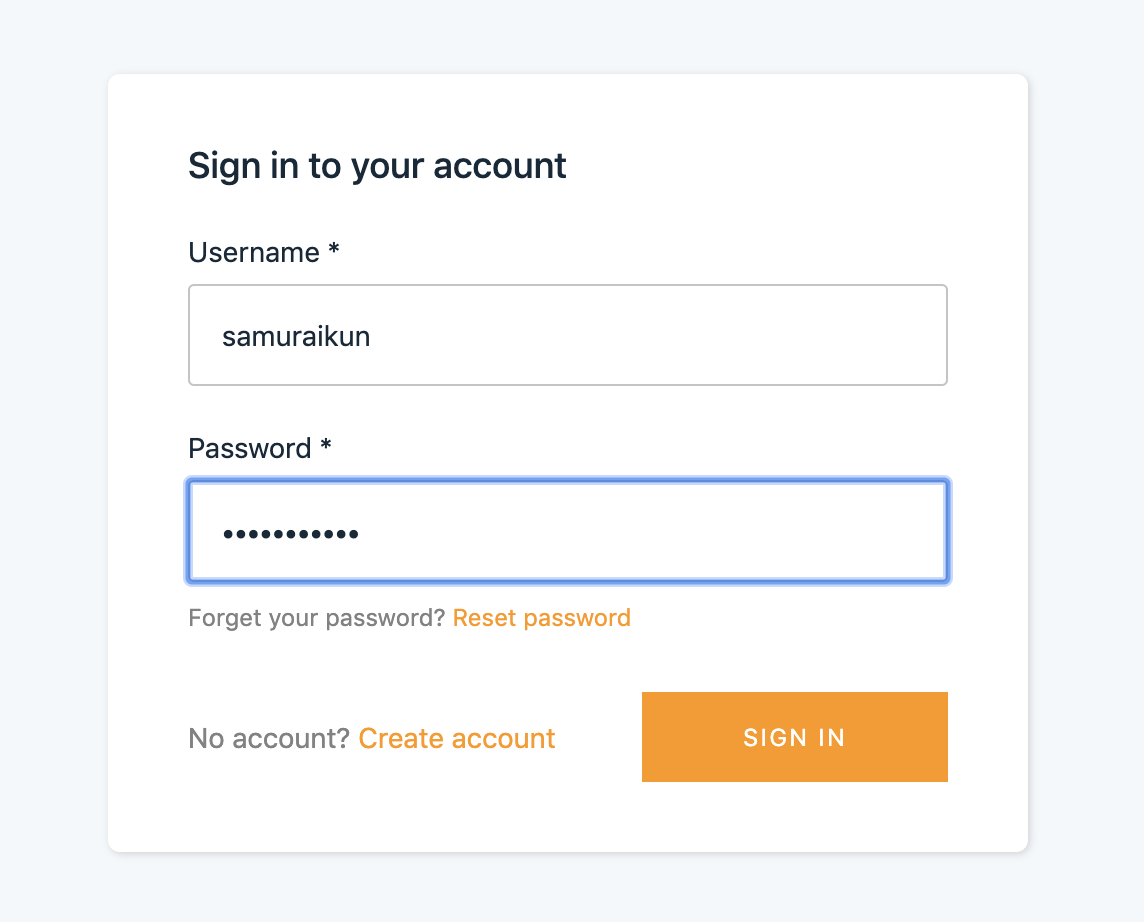 Sign in to your account
Username *
samuraikun
Password *
•••••••••••
Forget your password? Reset password
No account? Create account
SIGN IN